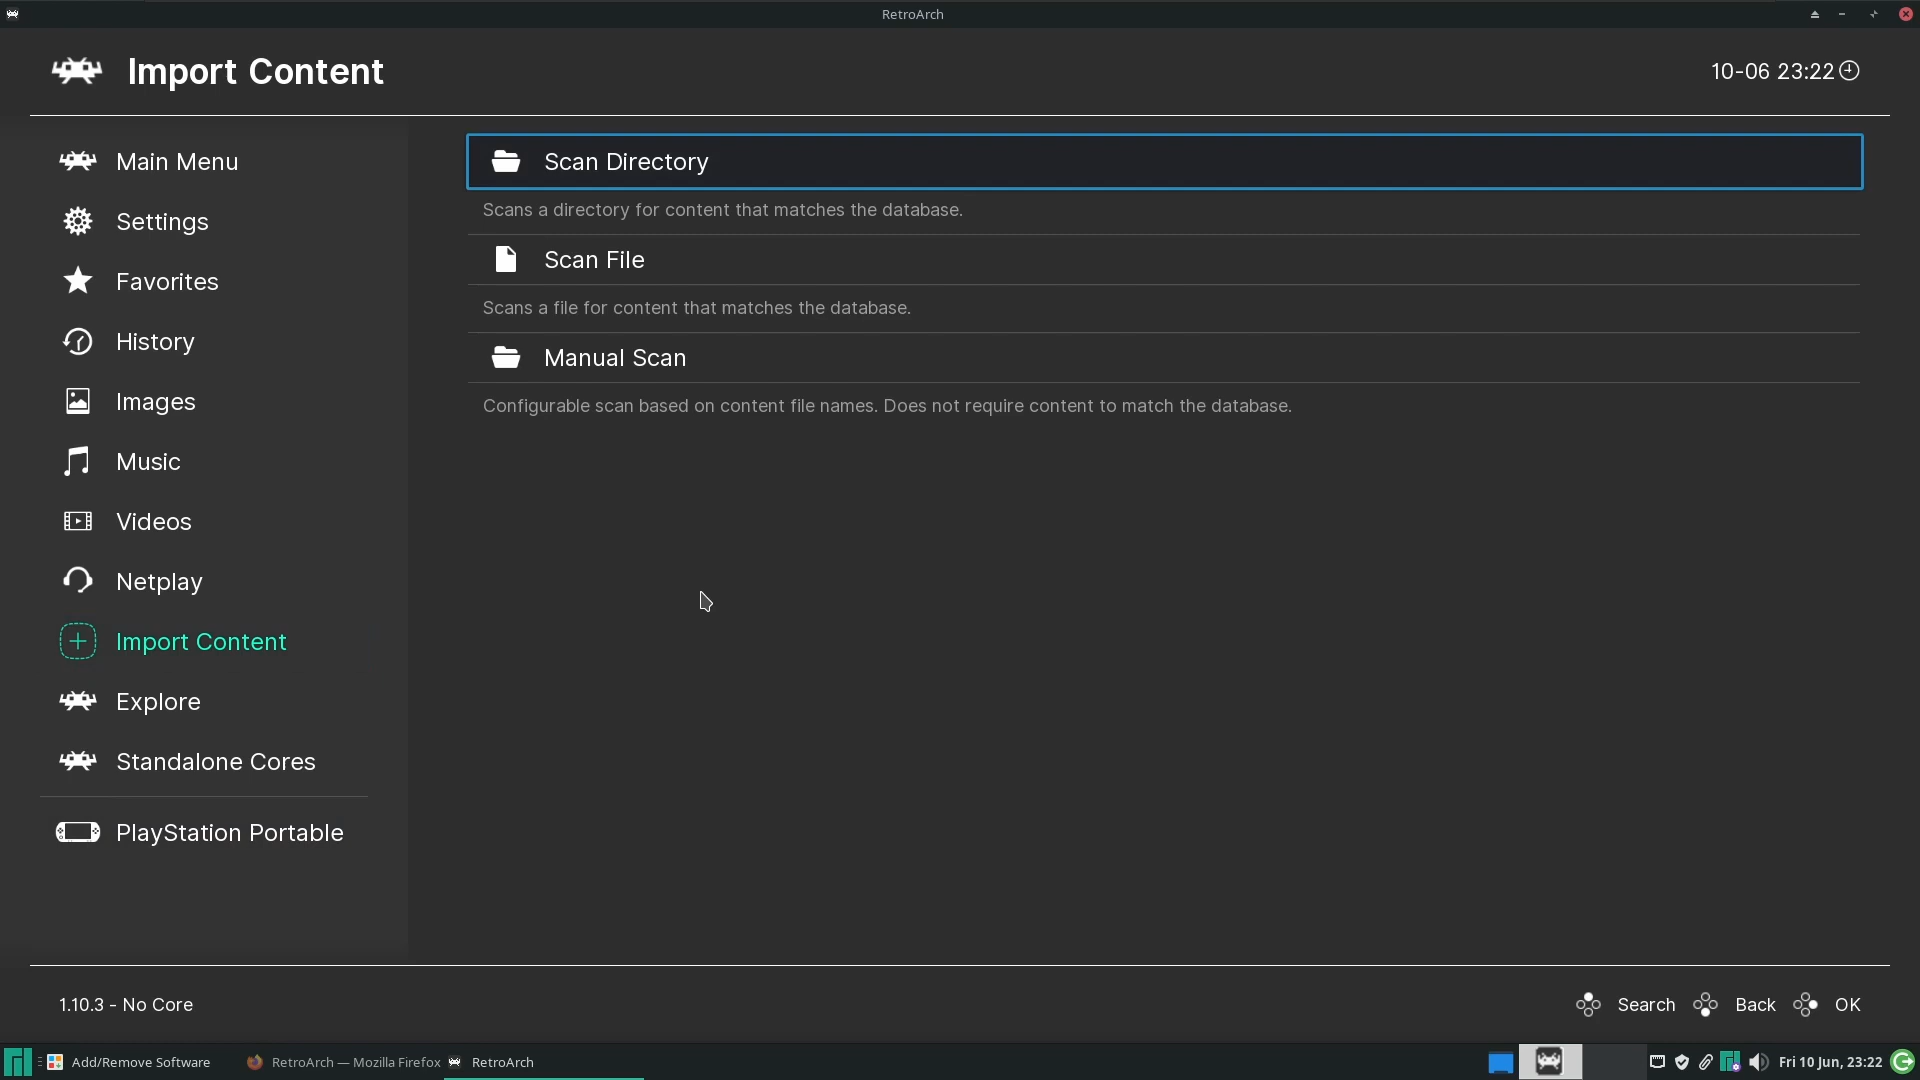 RetroArch
Import Content
10-06 23:22
Main Menu
Settings
Favorites
History
Images
Music
Videos
Netplay
Import Content
Explore
Standalone Cores
PlayStation Portable
Scan Directory
Scans a directory for content that matches the database.
Scan File
Scans a file for content that matches the database.
Manual Scan
Configurable scan based on content file names. Does not require content to match the database.
1.10.3 - No Core
Search
Back
OK
Add/Remove Software
RetroArch — Mozilla Firefox
RetroArch
Fri 10 Jun, 23:22